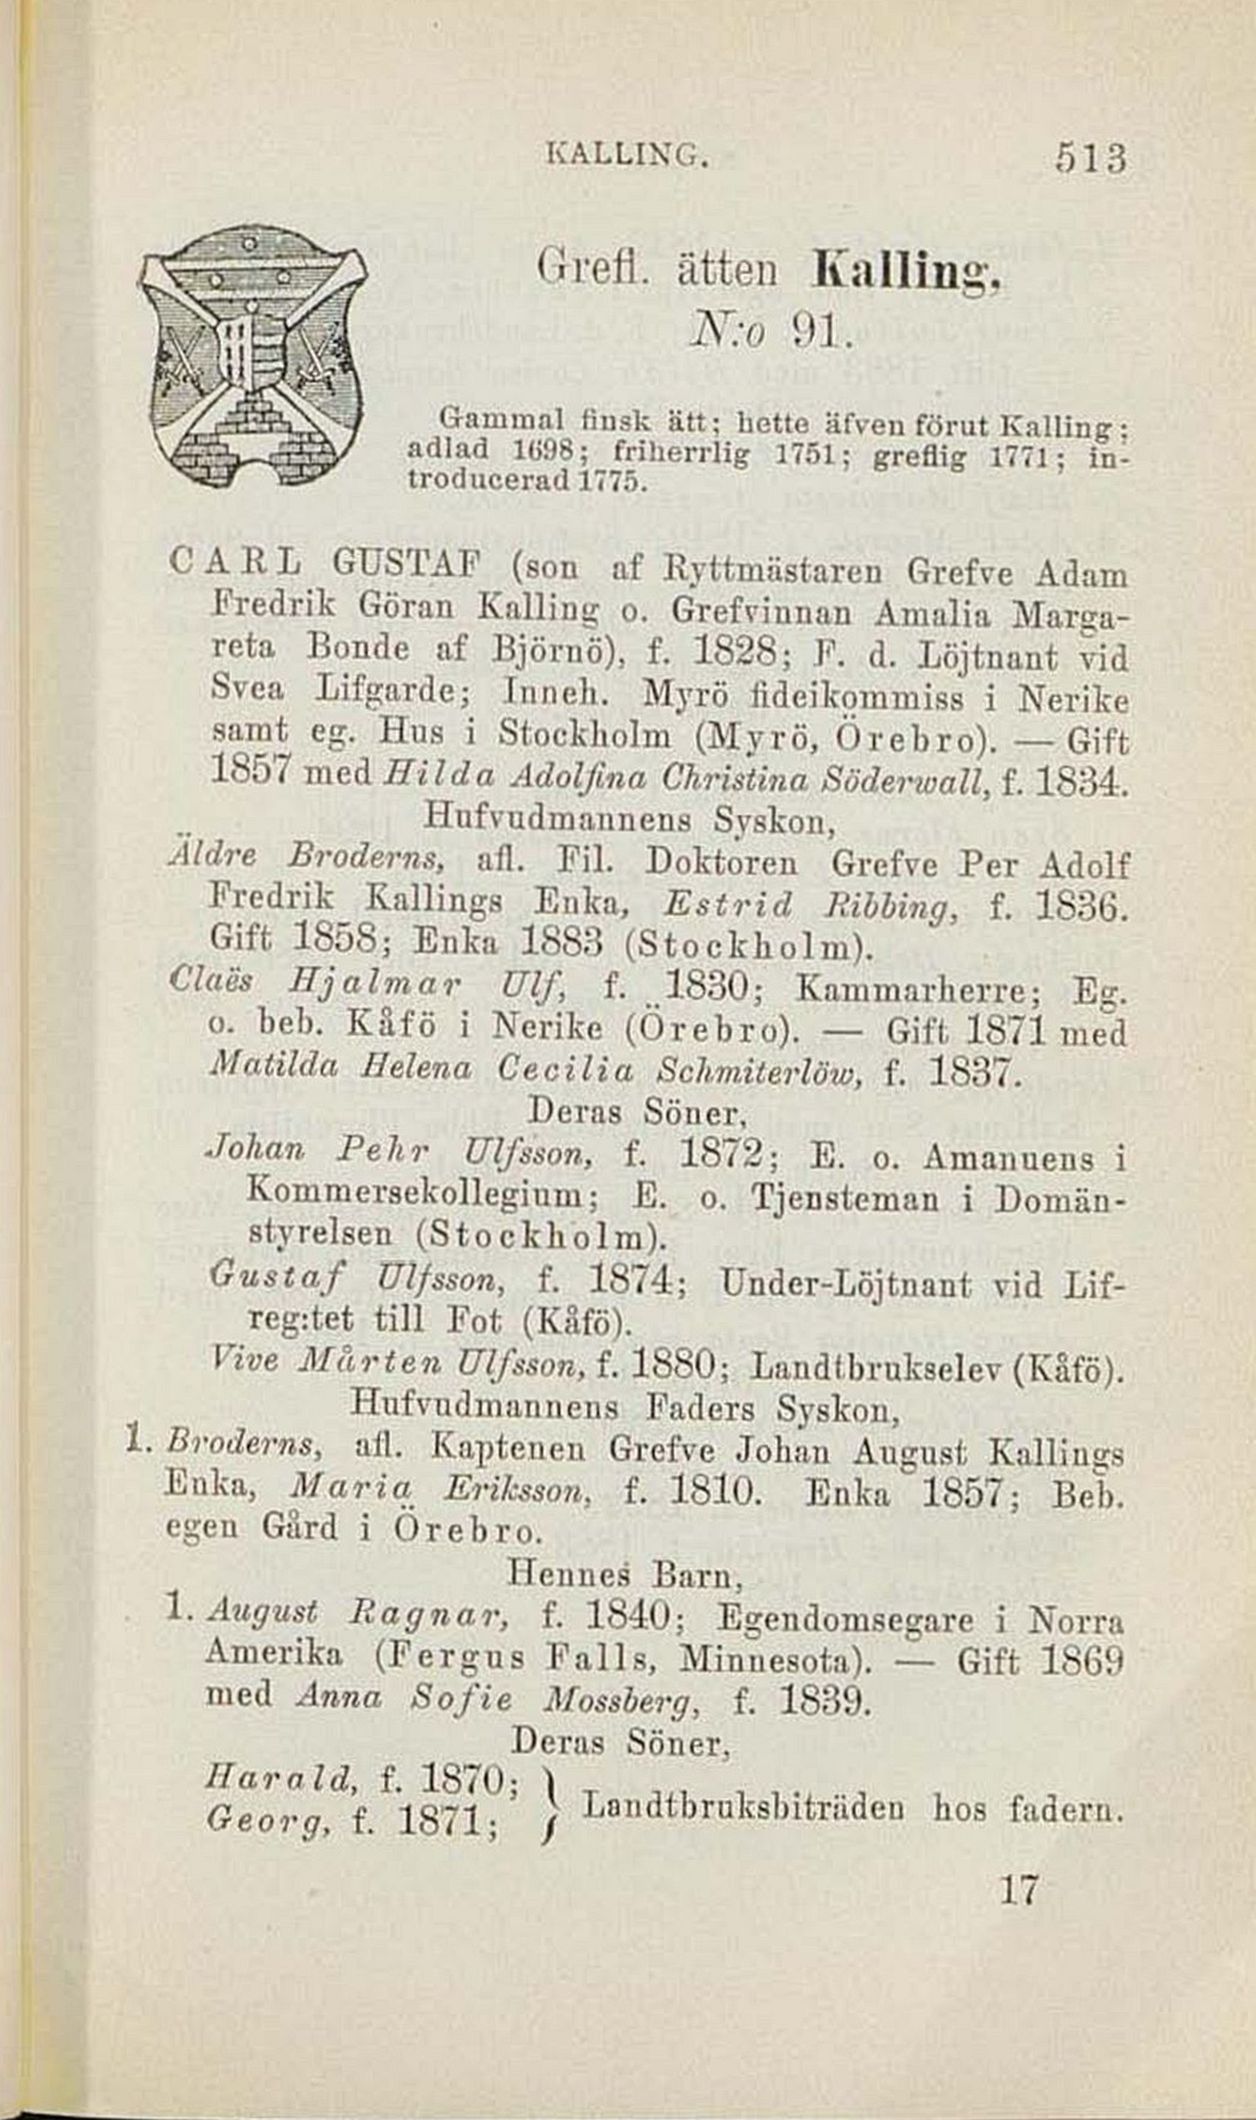 KALLING. 513
Grefl. ätten Kalling,
N:o 91.
Gammal finsk ätt; hette äfven förut Kalling;
adlad 1698; friherrlig 1751; greflig 1771; in-
troducerad 1775.
CARL GUSTAF (son af Ryttmästaren Grefve Adam
Fredrik Göran Kalling o. Grefvinnan Amalia Marga-
reta Bonde af Björnö), f. 1828; F. d. Löjtnant vid
Svea Lifgarde; Inneh. Myrö fideikommiss i Nerike
samt eg. Hus i Stockholm (Myrö, Örebro). — Gift
1857 med Hilda Adolfina Christina Söderwall, f. 1834.
Hufvudmannens Syskon,
Äldre Broderns, afl. Fil. Doktoren Grefve Per Adolf
Fredrik Kallings Enka, Estrid Ribbing, f. 1836.
Gift 1858; Enka 1883 (Stockholm).
Claës Hjalmar Ulf, f. 1830; Kammarherre; Eg.
o. beb. Kåfö i Nerike (Örebro). — Gift 1871 med
Matilda Helena Cecilia Schmiterlöw, f. 1837.
Deras Söner,
Johan Pehr Ulfsson, f. 1872; E. o. Amanuens i
Kommersekollegium; E. o. Tjensteman i Domän-
styrelsen (Stockholm).
Gustaf Ulfsson, f. 1874; Under-Löjtnant vid Lif-
reg:tet till Fot (Kåfö).
Vive Mårten Ulfsson, f. 1880; Landtbrukselev (Kåfö).
Hufvudmannens Faders Syskon,
1. Broderns, afl. Kaptenen Grefve Johan August Kallings
Enka, Maria Eriksson, f. 1810. Enka 1857; Beb.
egen Gård i Örebro.
Hennes Barn,
1. August Ragnar, f. 1840; Egendomsegare i Norra
Amerika (Fergus Falls, Minnesota). — Gift 1869
med Anna Sofie Mossberg, f. 1839.
Deras Söner,
Harald, f. 1870; }
Georg, f. 1871; } Landtbruksbiträden hos fadern.
17